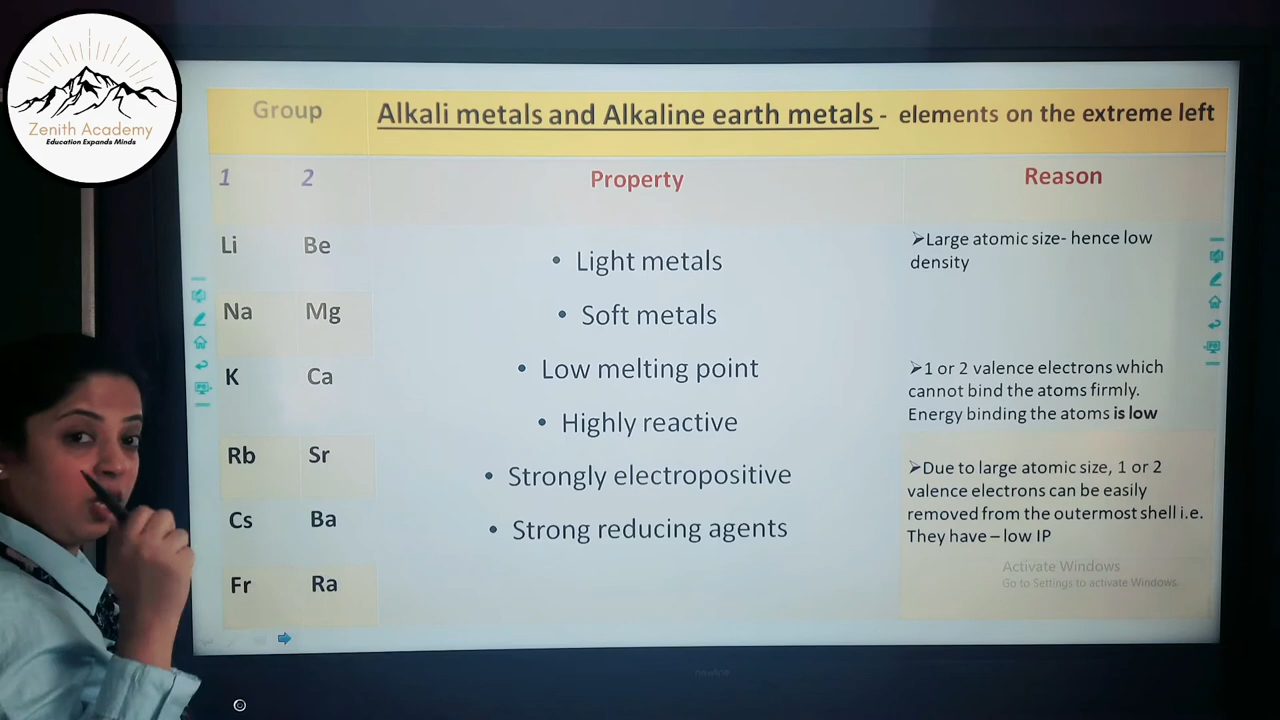 Zenith Academy
Education Expands Minds
Group
Alkali metals and Alkaline earth metals - elements on the extreme left
1 2
Property
Reason
Li Be
Na Mg
K Ca
Rb Sr
Cs Ba
Fr Ra
• Light metals
• Soft metals
• Low melting point
• Highly reactive
• Strongly electropositive
• Strong reducing agents
➢Large atomic size- hence low
density
➢1 or 2 valence electrons which
cannot bind the atoms firmly.
Energy binding the atoms is low
➢Due to large atomic size, 1 or 2
valence electrons can be easily
removed from the outermost shell i.e.
They have – low IP
Activate Windows
Go to Settings to activate Windows.
newline
©